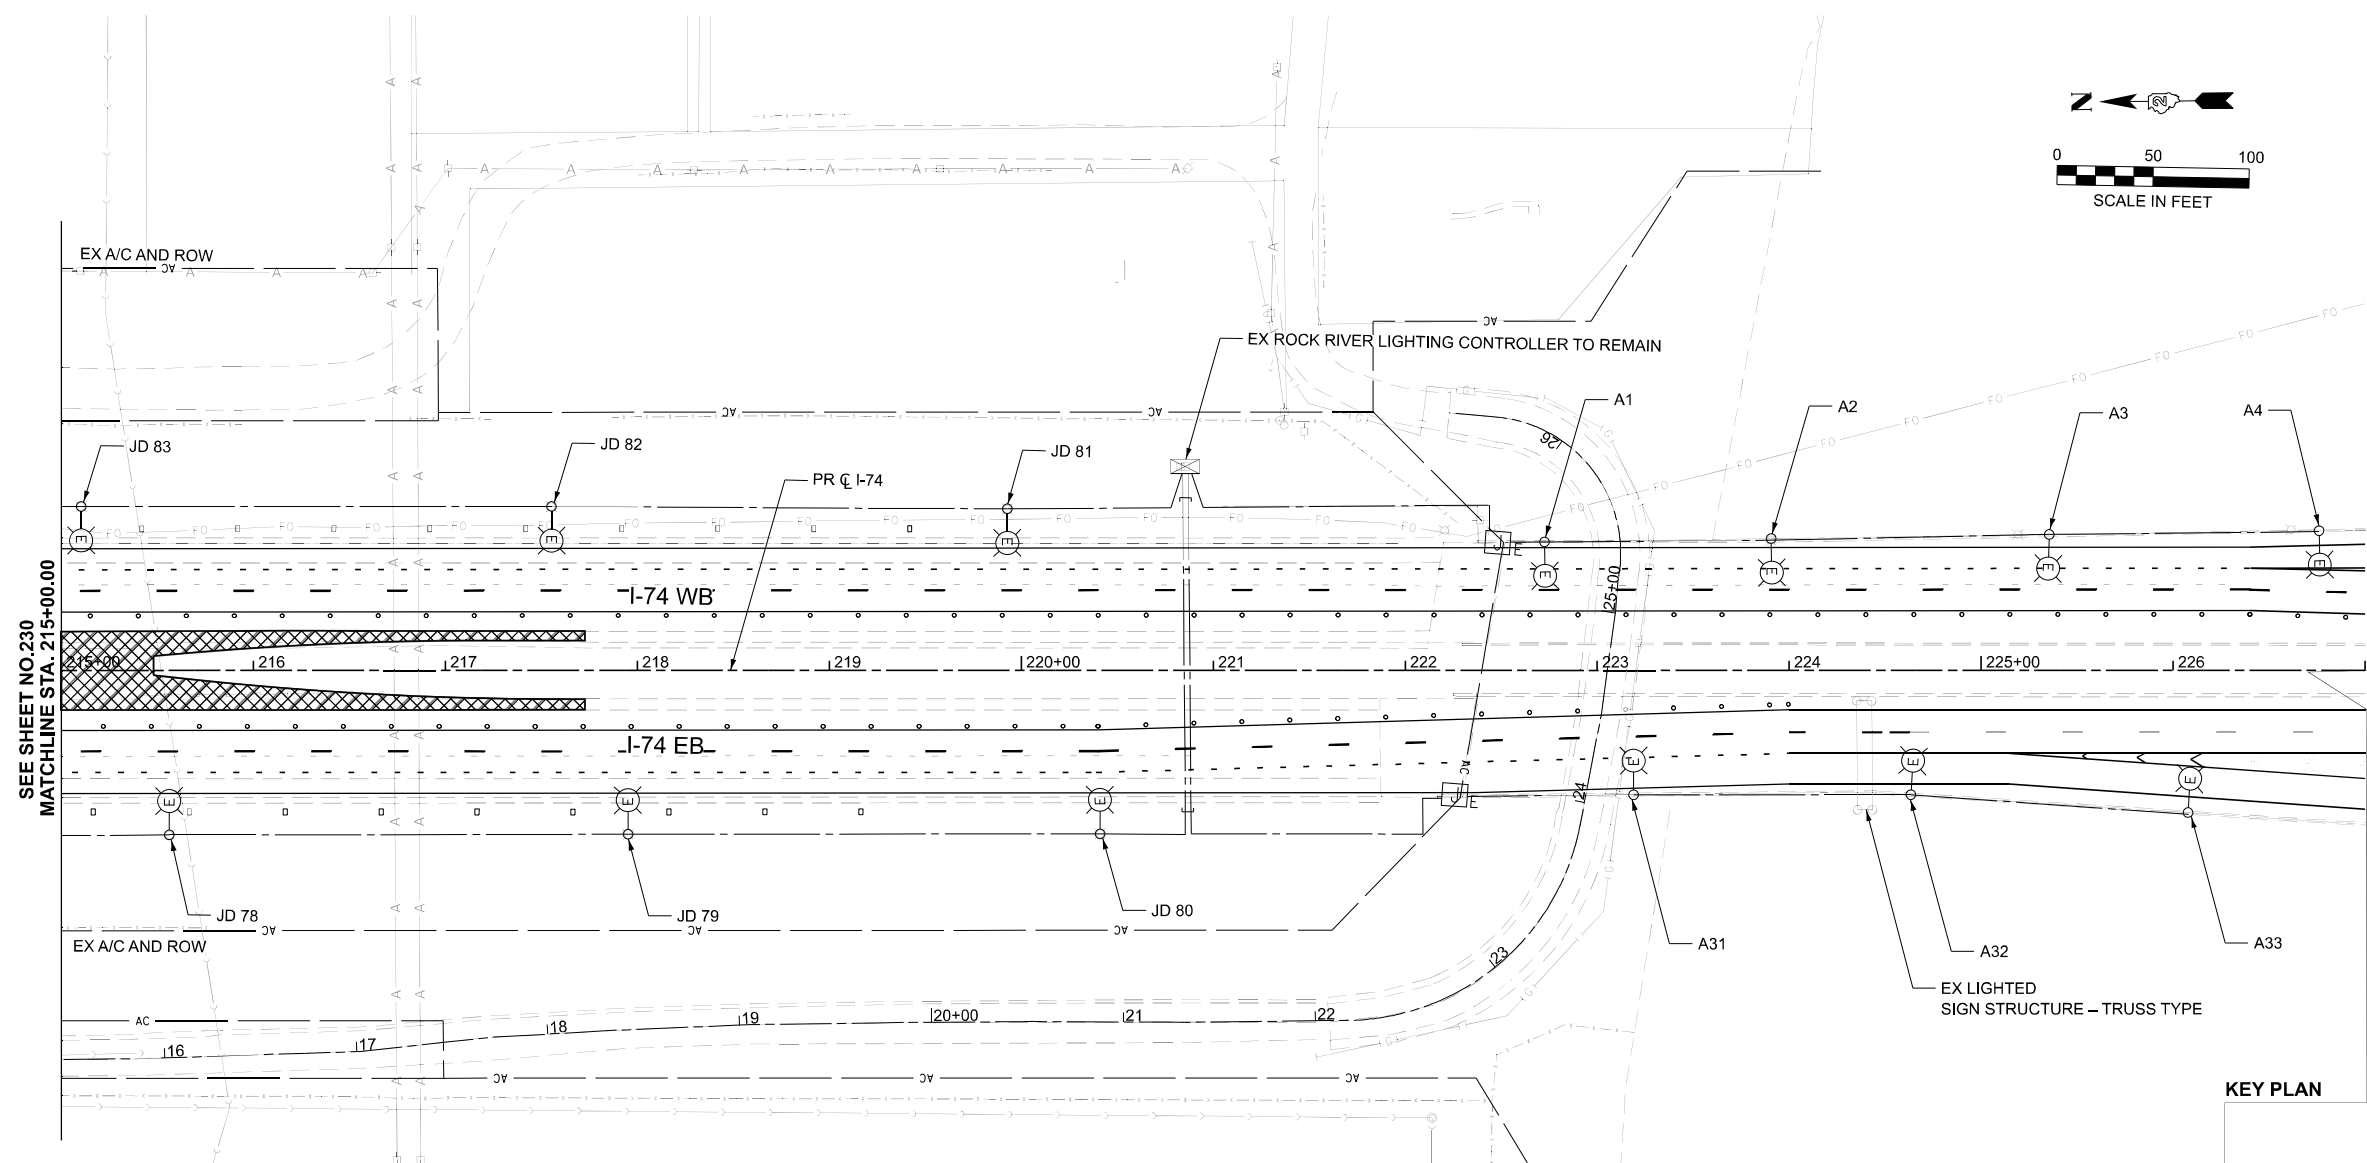 N
2
0 50 100
SCALE IN FEET
EX A/C AND ROW
EX ROCK RIVER LIGHTING CONTROLLER TO REMAIN
A1
A2
A3
A4
JD 83
JD 82
JD 81
PR ℄ I-74
26
25+00
I-74 WB
SEE SHEET NO.230
MATCHLINE STA. 215+00.00
215+00 216 217 218 219 220+00 221 222 223 224 225+00 226
I-74 EB
24
JD 78
JD 79
JD 80
A31
A32
A33
EX A/C AND ROW
23
EX LIGHTED
SIGN STRUCTURE – TRUSS TYPE
16 17 18 19 20+00 21 22
KEY PLAN